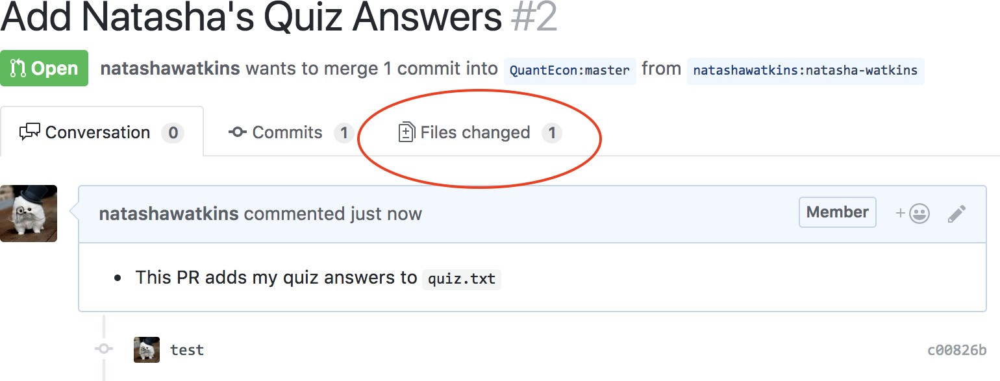 Add Natasha's Quiz Answers #2
Open natashawatkins wants to merge 1 commit into QuantEcon:master from natashawatkins:natasha-watkins
Conversation 0 Commits 1 Files changed 1
natashawatkins commented just now Member
This PR adds my quiz answers to quiz.txt
test c00826b